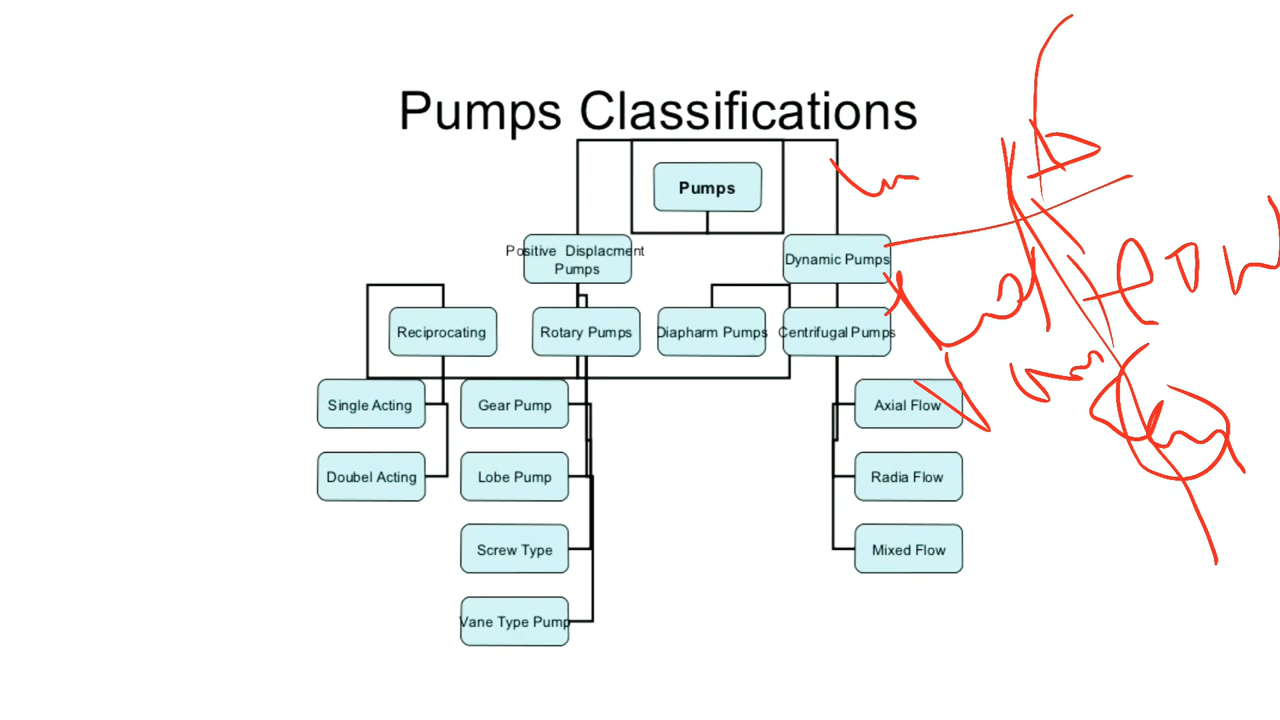 Pumps Classifications
Pumps
Positive Displacment
Pumps
Dynamic Pumps
Reciprocating
Rotary Pumps
Diapharm Pumps
Centrifugal Pumps
Single Acting
Gear Pump
Axial Flow
Doubel Acting
Lobe Pump
Radia Flow
Screw Type
Mixed Flow
Vane Type Pump